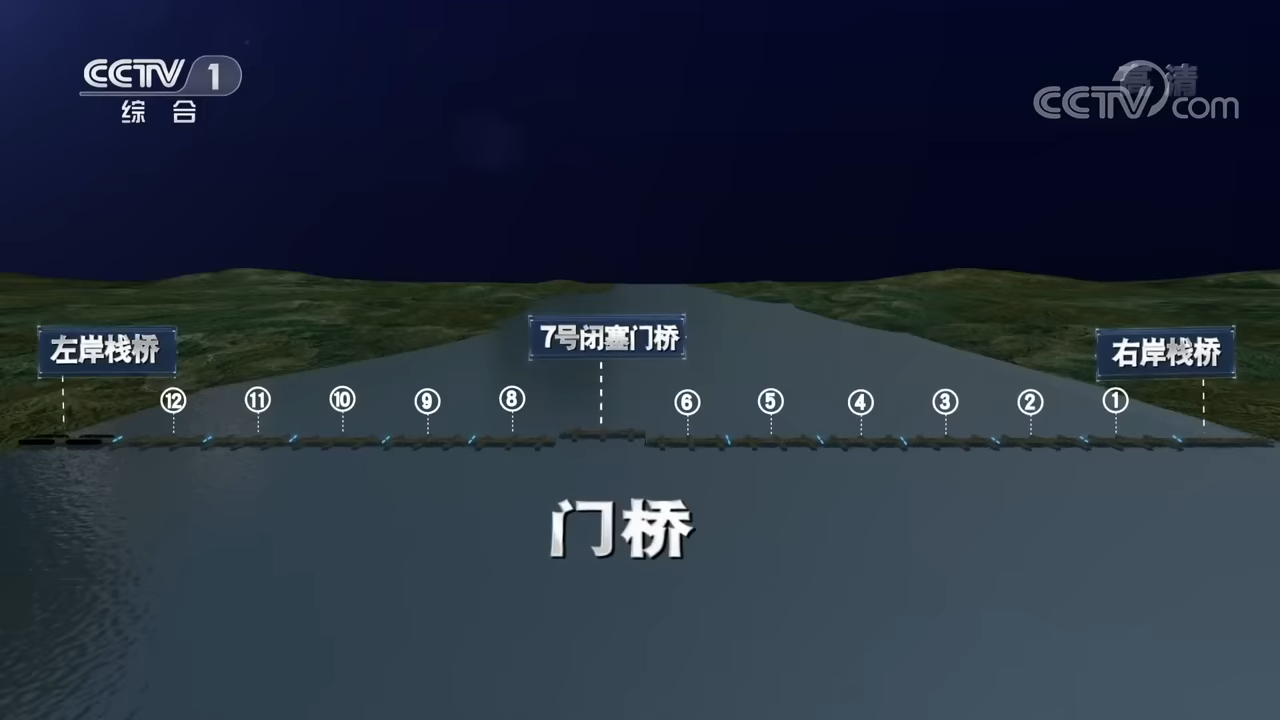 CCTV 1
综合
高清
CCTV.com
左岸栈桥
7号闭塞门桥
右岸栈桥
⑫ ⑪ ⑩ ⑨ ⑧ ⑥ ⑤ ④ ③ ② ①
门桥